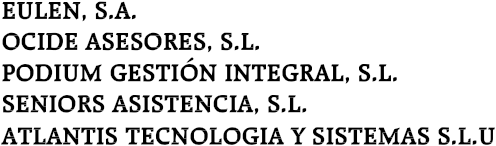 EULEN, S.A.
OCIDE ASESORES, S.L.
PODIUM GESTIÓN INTEGRAL, S.L.
SENIORS ASISTENCIA, S.L.
ATLANTIS TECNOLOGIA Y SISTEMAS S.L.U